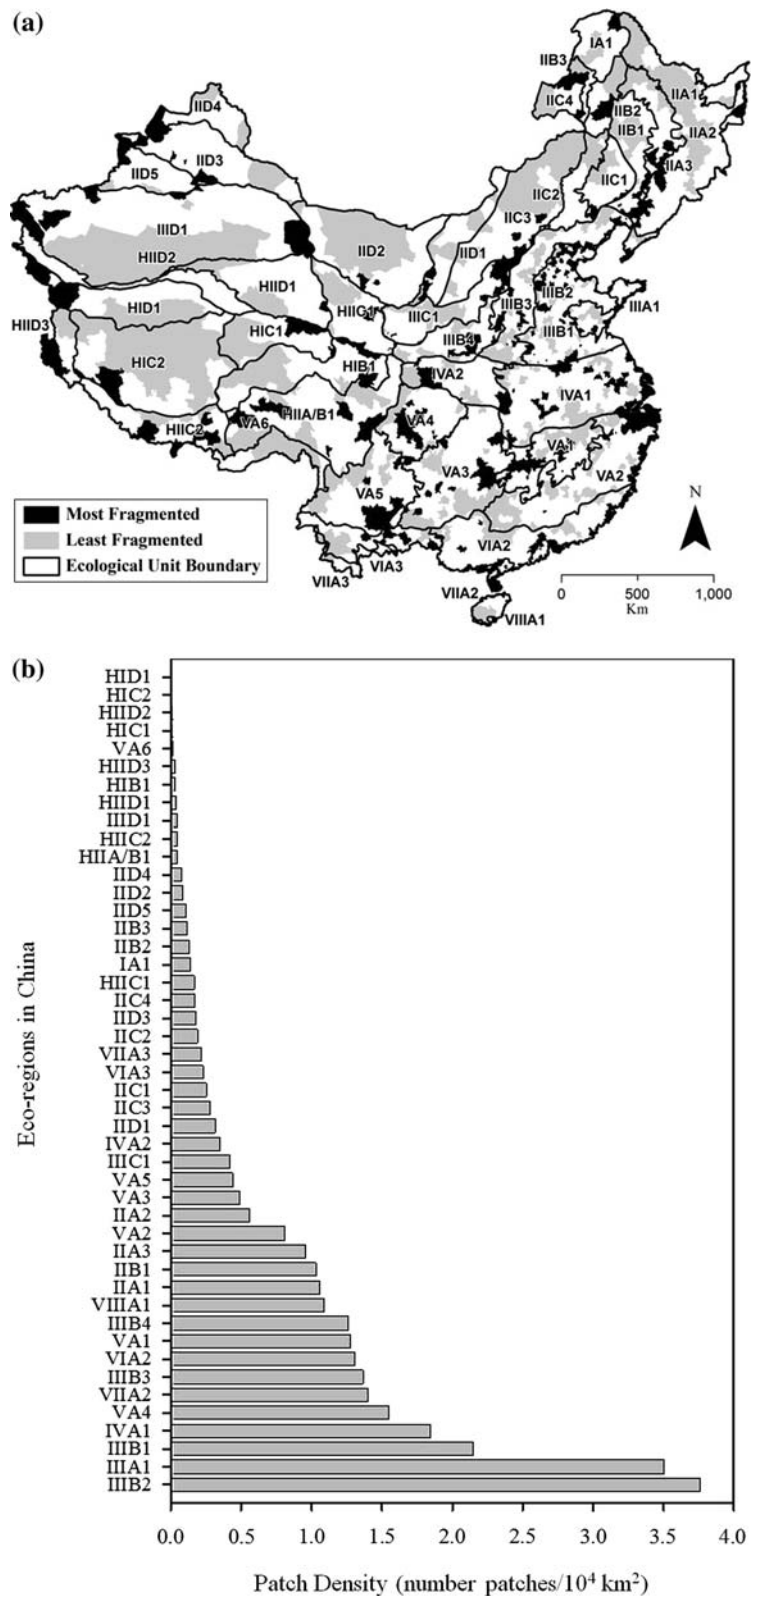 (a)
IA1
IIB3
IID4
IIC4
IIB2
IIA1
IIB1
IIA2
IID3
IIA3
IID5
IIC1
IIC2
IIC3
IIID1
IID2
IID1
HIID2
HIID1
IIIB2
IIIA1
HID1
HIIC1
IIIC1
IIIB3
HIID3
HIC1
IIIB1
IIIB4
HIC2
HIB1
IVA2
IVA1
HIIA/B1
HIIC2
VA6
VA4
VA1
VA3
VA2
VA5
VIA2
VIA3
VIIA3
VIIA2
VIIIA1
Most Fragmented
Least Fragmented
Ecological Unit Boundary
N
0 500 1,000
Km
(b)
HID1
HIC2
HIID2
HIC1
VA6
HIID3
HIB1
HIID1
IIID1
HIIC2
HIIA/B1
IID4
IID2
IID5
IIB3
IIB2
IA1
HIIC1
IIC4
IID3
IIC2
VIIA3
VIA3
IIC1
IIC3
IID1
IVA2
IIIC1
VA5
VA3
IIA2
VA2
IIA3
IIB1
IIA1
VIIIA1
IIIB4
VA1
VIA2
IIIB3
VIIA2
VA4
IVA1
IIIB1
IIIA1
IIIB2
Eco-regions in China
0.0 0.5 1.0 1.5 2.0 2.5 3.0 3.5 4.0
Patch Density (number patches/10⁴ km²)